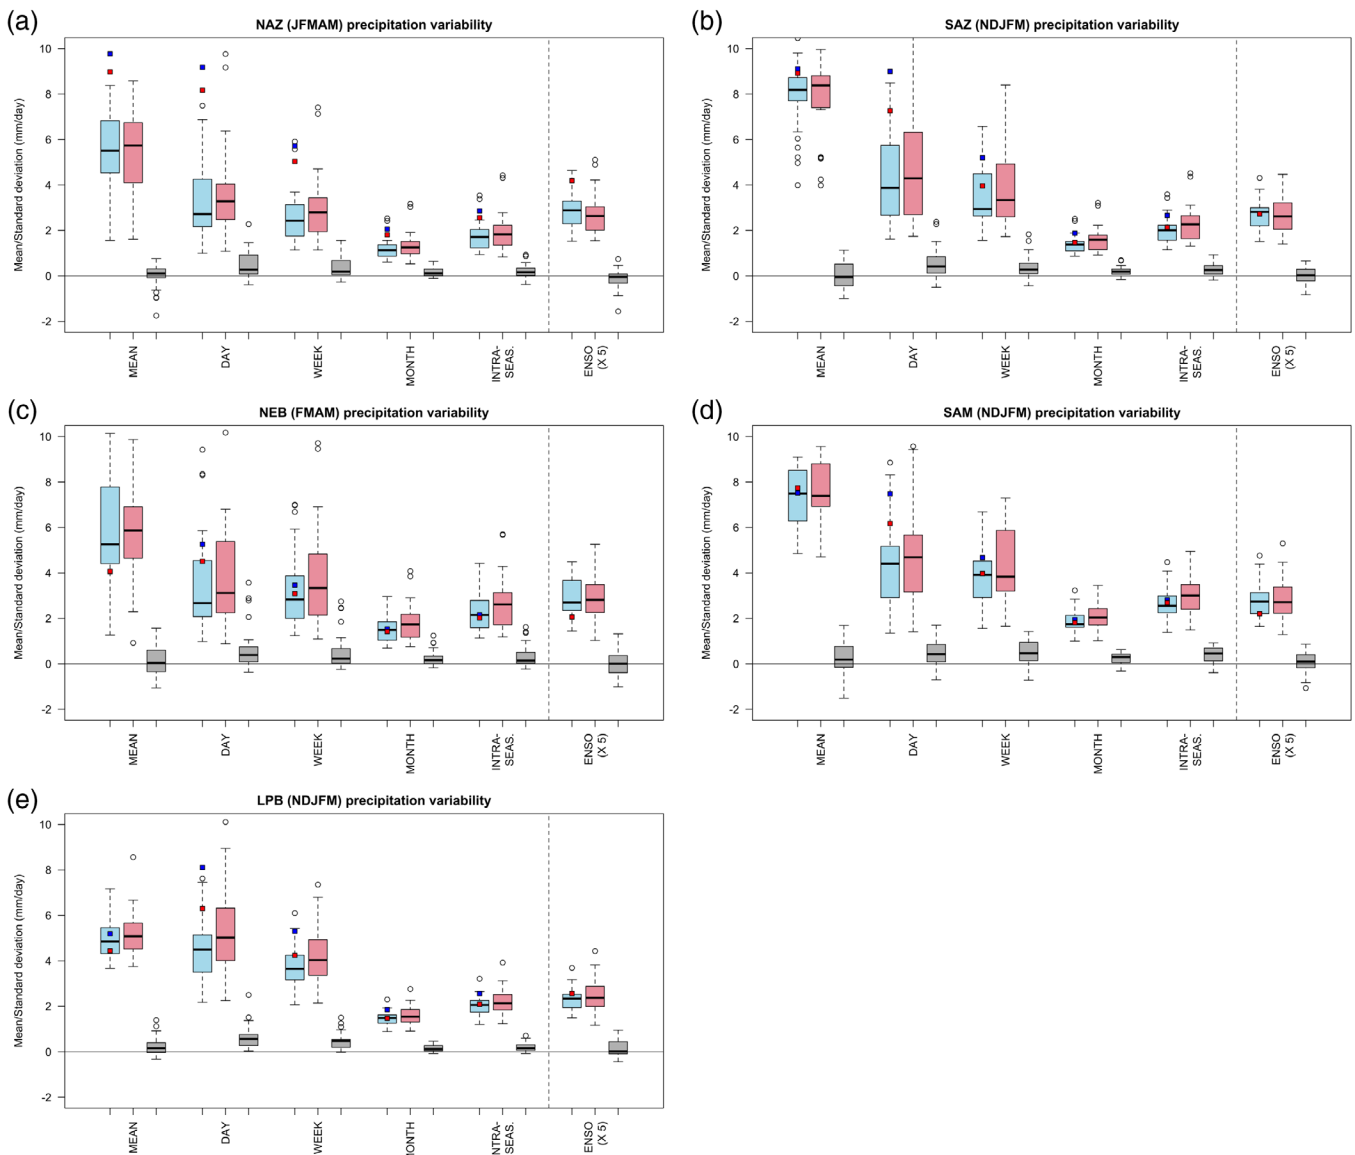 (a)
NAZ (JFMAM) precipitation variability
Mean/Standard deviation (mm/day)
10
8
6
4
2
0
-2
MEAN
DAY
WEEK
MONTH
INTRA-
SEAS.
ENSO
(X 5)
(b)
SAZ (NDJFM) precipitation variability
Mean/Standard deviation (mm/day)
10
8
6
4
2
0
-2
MEAN
DAY
WEEK
MONTH
INTRA-
SEAS.
ENSO
(X 5)
(c)
NEB (FMAM) precipitation variability
Mean/Standard deviation (mm/day)
10
8
6
4
2
0
-2
MEAN
DAY
WEEK
MONTH
INTRA-
SEAS.
ENSO
(X 5)
(d)
SAM (NDJFM) precipitation variability
Mean/Standard deviation (mm/day)
10
8
6
4
2
0
-2
MEAN
DAY
WEEK
MONTH
INTRA-
SEAS.
ENSO
(X 5)
(e)
LPB (NDJFM) precipitation variability
Mean/Standard deviation (mm/day)
10
8
6
4
2
0
-2
MEAN
DAY
WEEK
MONTH
NTRA-
SEAS.
ENSO
(X 5)